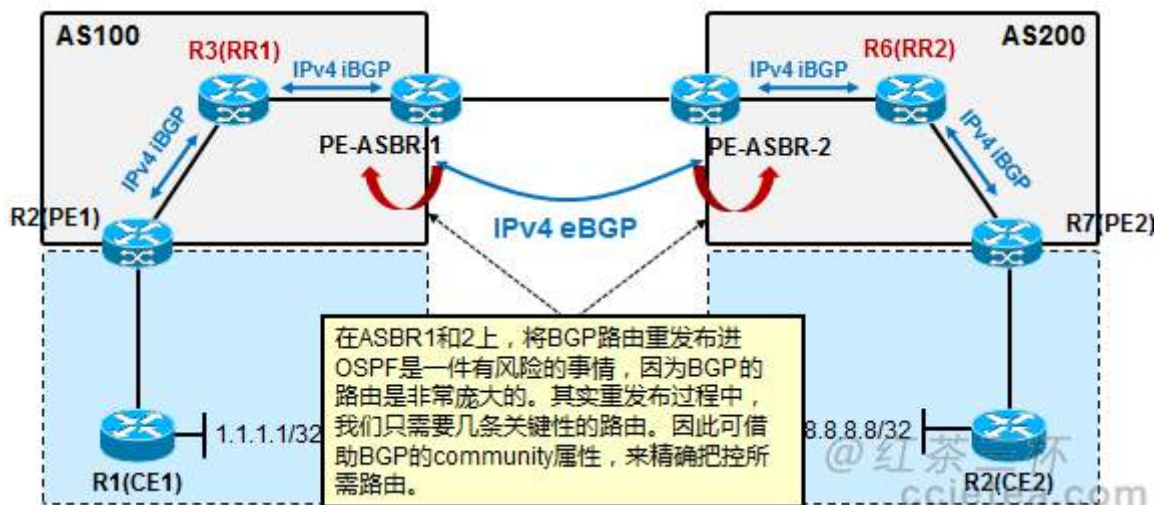 AS100
AS200
R3(RR1)
R6(RR2)
IPv4 iBGP
IPv4 iBGP
IPv4 iBGP
IPv4 iBGP
PE-ASBR-1
PE-ASBR-2
R2(PE1)
IPv4 eBGP
R7(PE2)
在ASBR1和2上，将BGP路由重发布进
OSPF是一件有风险的事情，因为BGP的
路由是非常庞大的。其实重发布过程中，
我们只需要几条关键性的路由。因此可借
助BGP的community属性，来精确把控所
需路由。
1.1.1.1/32
8.8.8.8/32
R1(CE1)
R2(CE2)
@红茶三杯
ccietea.com